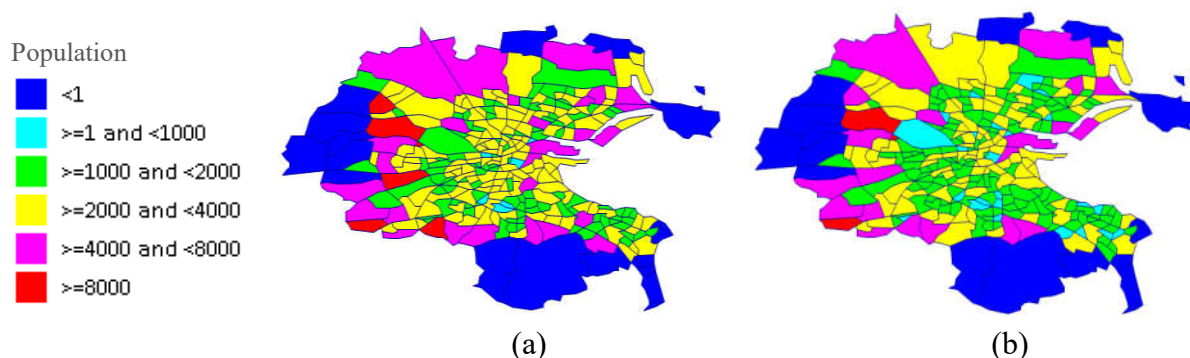 Population
<1
>=1 and <1000
>=1000 and <2000
>=2000 and <4000
>=4000 and <8000
>=8000
(a)
(b)